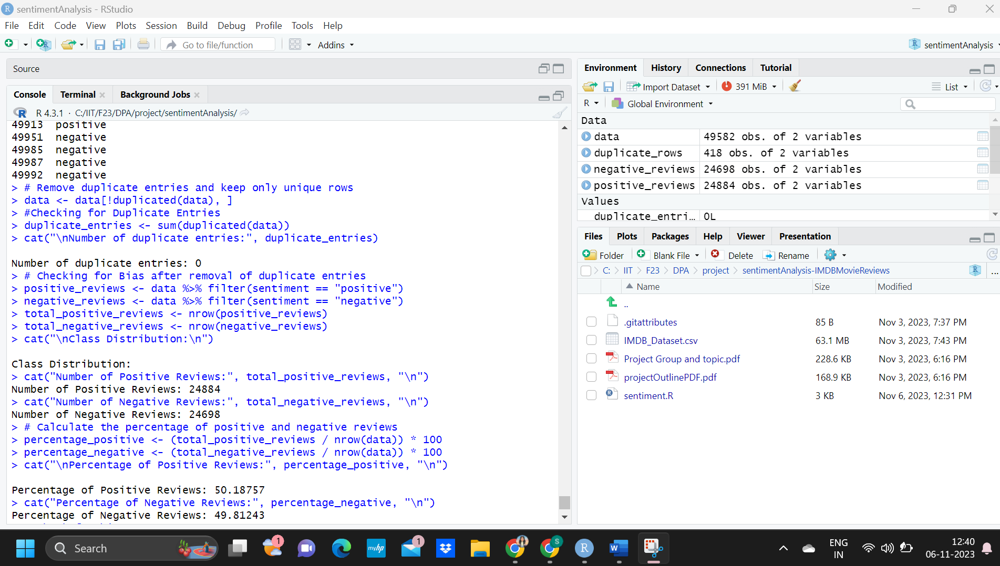 sentimentAnalysis - RStudio
File Edit Code View Plots Session Build Debug Profile Tools Help
Go to file/function Addins sentimentAnalysis
Source
Console Terminal Background Jobs
R 4.3.1 · C:/IIT/F23/DPA/project/sentimentAnalysis/
49913 positive
49951 negative
49985 negative
49987 negative
49992 negative
> # Remove duplicate entries and keep only unique rows
> data <- data[!duplicated(data), ]
> #Checking for Duplicate Entries
> duplicate_entries <- sum(duplicated(data))
> cat("\nNumber of duplicate entries:", duplicate_entries)
Number of duplicate entries: 0
> # Checking for Bias after removal of duplicate entries
> positive_reviews <- data %>% filter(sentiment == "positive")
> negative_reviews <- data %>% filter(sentiment == "negative")
> total_positive_reviews <- nrow(positive_reviews)
> total_negative_reviews <- nrow(negative_reviews)
> cat("\nClass Distribution:\n")
Class Distribution:
> cat("Number of Positive Reviews:", total_positive_reviews, "\n")
Number of Positive Reviews: 24884
> cat("Number of Negative Reviews:", total_negative_reviews, "\n")
Number of Negative Reviews: 24698
> # Calculate the percentage of positive and negative reviews
> percentage_positive <- (total_positive_reviews / nrow(data)) * 100
> percentage_negative <- (total_negative_reviews / nrow(data)) * 100
> cat("\nPercentage of Positive Reviews:", percentage_positive, "\n")
Percentage of Positive Reviews: 50.18757
> cat("Percentage of Negative Reviews:", percentage_negative, "\n")
Percentage of Negative Reviews: 49.81243
Environment History Connections Tutorial
Import Dataset 391 MiB List
R Global Environment
Data
data 49582 obs. of 2 variables
duplicate_rows 418 obs. of 2 variables
negative_reviews 24698 obs. of 2 variables
positive_reviews 24884 obs. of 2 variables
Values
duplicate_entri… 0L
Files Plots Packages Help Viewer Presentation
Folder Blank File Delete Rename
C: > IIT > F23 > DPA > project > sentimentAnalysis-IMDBMovieReviews ...
Name Size Modified
..
.gitattributes 85 B Nov 3, 2023, 7:37 PM
IMDB_Dataset.csv 63.1 MB Nov 3, 2023, 7:43 PM
Project Group and topic.pdf 228.6 KB Nov 3, 2023, 6:16 PM
projectOutlinePDF.pdf 168.9 KB Nov 3, 2023, 6:16 PM
sentiment.R 3 KB Nov 6, 2023, 12:31 PM
Search 1 myhp 1 S R W ENG 12:40
IN 06-11-2023